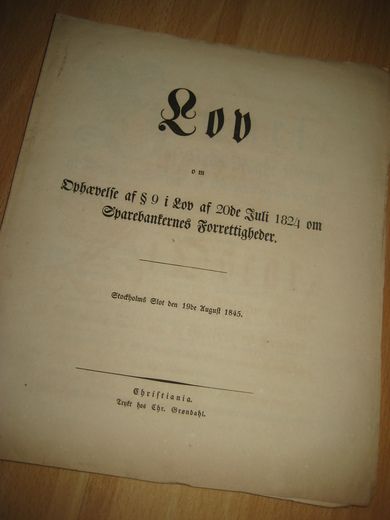 Lov
om
Ophævelse af § 9 i Lov af 20de Juli 1824 om
Sparebankernes Forrettigheder.
Stockholms Slot den 19de August 1845.
Christiania.
Trykt hos Chr. Grøndahl.